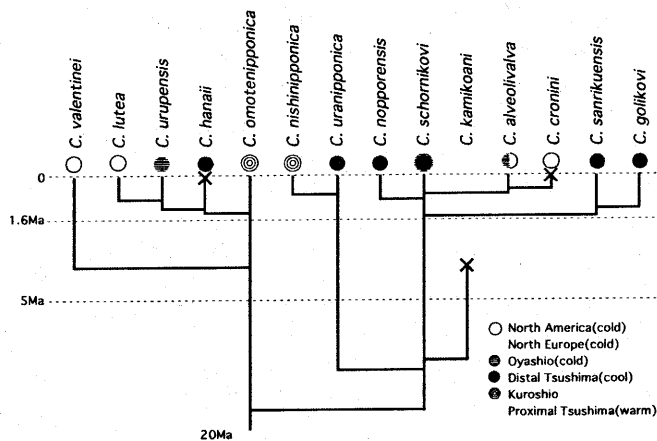 C. valentinei
C. lutea
C. urupensis
C. hanaii
C. omotenipponica
C. nishinipponica
C. uranipponica
C. nopporensis
C. schornikovi
C. kamikoani
C. alveolivalva
C. cronini
C. sanrikuensis
C. golikovi
0
1.6Ma
5Ma
20Ma
North America(cold)
North Europe(cold)
Oyashio(cold)
Distal Tsushima(cool)
Kuroshio
Proximal Tsushima(warm)